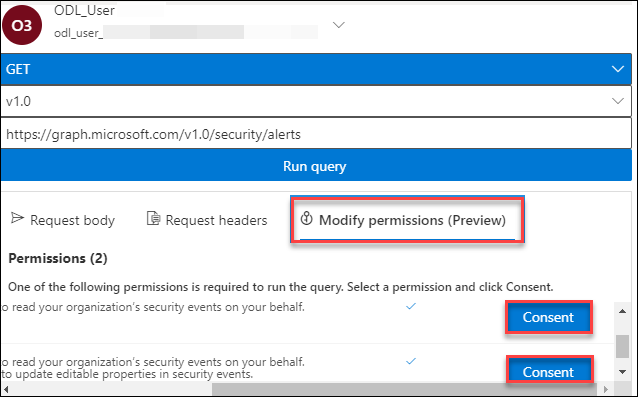 O3
ODL_User
odl_user_
GET
v1.0
https://graph.microsoft.com/v1.0/security/alerts
Run query
Request body
Request headers
Modify permissions (Preview)
Permissions (2)
One of the following permissions is required to run the query. Select a permission and click Consent.
to read your organization's security events on your behalf.
Consent
to read your organization's security events on your behalf.
to update editable properties in security events.
Consent